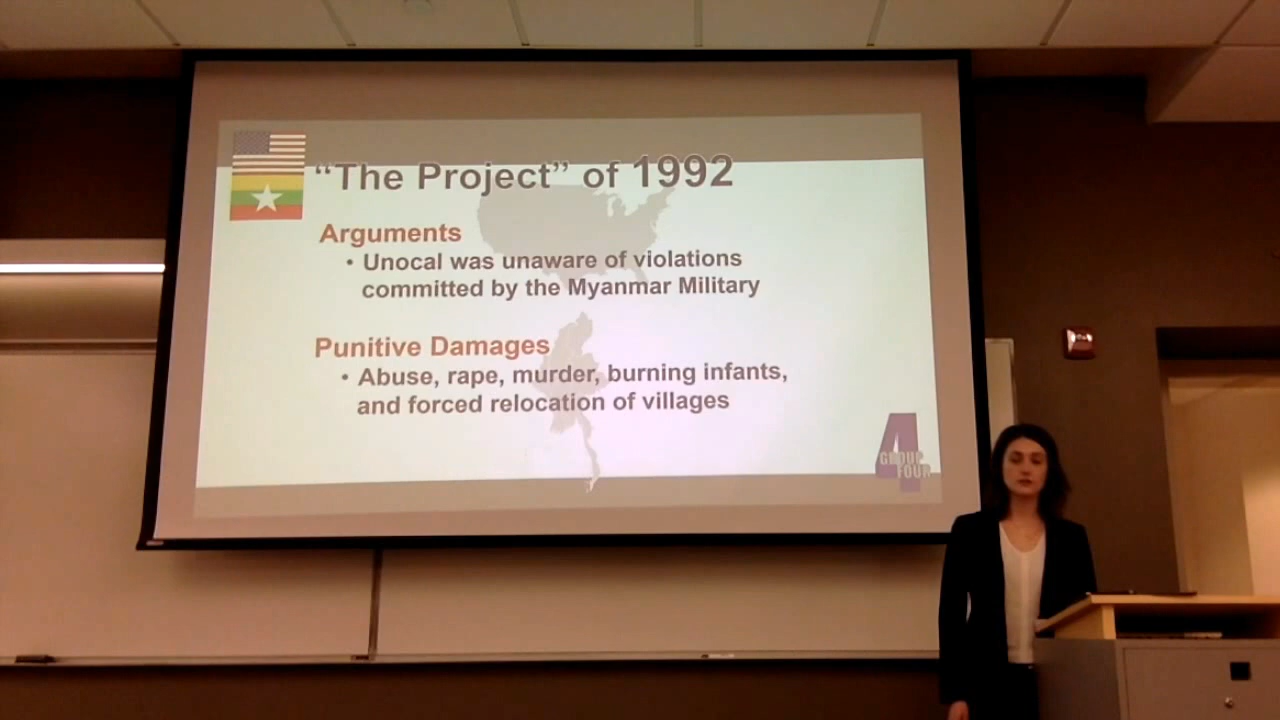 “The Project” of 1992
Arguments
• Unocal was unaware of violations
committed by the Myanmar Military
Punitive Damages
• Abuse, rape, murder, burning infants,
and forced relocation of villages
4
GROUP
FOUR